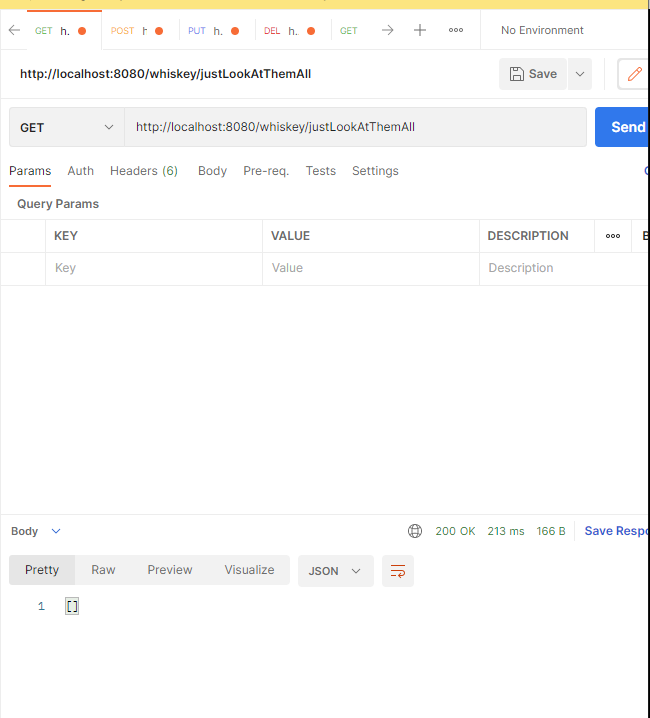 GET h. POST h PUT h. DEL h. GET No Environment
http://localhost:8080/whiskey/justLookAtThemAll Save
GET http://localhost:8080/whiskey/justLookAtThemAll Send
Params Auth Headers (6) Body Pre-req. Tests Settings
Query Params
KEY VALUE DESCRIPTION
Key Value Description
Body 200 OK 213 ms 166 B Save Respo
Pretty Raw Preview Visualize JSON
1 []